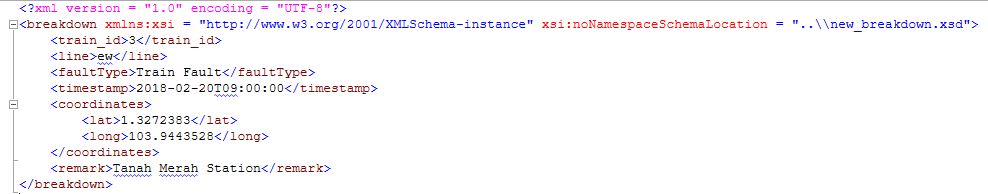 <?xml version = "1.0" encoding = "UTF-8"?>
<breakdown xmlns:xsi = "http://www.w3.org/2001/XMLSchema-instance" xsi:noNamespaceSchemaLocation = "..\\new_breakdown.xsd">
<train_id>3</train_id>
<line>ew</line>
<faultType>Train Fault</faultType>
<timestamp>2018-02-20T09:00:00</timestamp>
<coordinates>
<lat>1.3272383</lat>
<long>103.9443528</long>
</coordinates>
<remark>Tanah Merah Station</remark>
</breakdown>